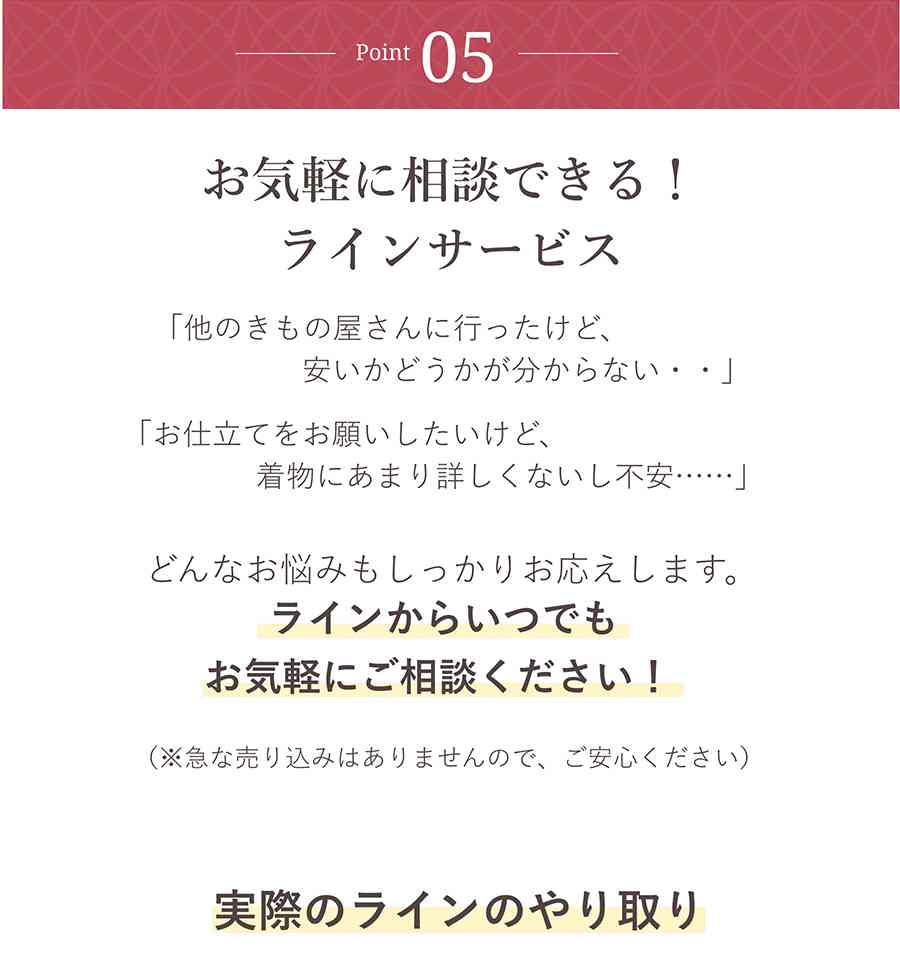 Point 05
お気軽に相談できる！
ラインサービス
「他のきもの屋さんに行ったけど、
安いかどうかが分からない・・」
「お仕立てをお願いしたいけど、
着物にあまり詳しくないし不安……」
どんなお悩みもしっかりお応えします。
ラインからいつでも
お気軽にご相談ください！
（※急な売り込みはありませんので、ご安心ください）
実際のラインのやり取り